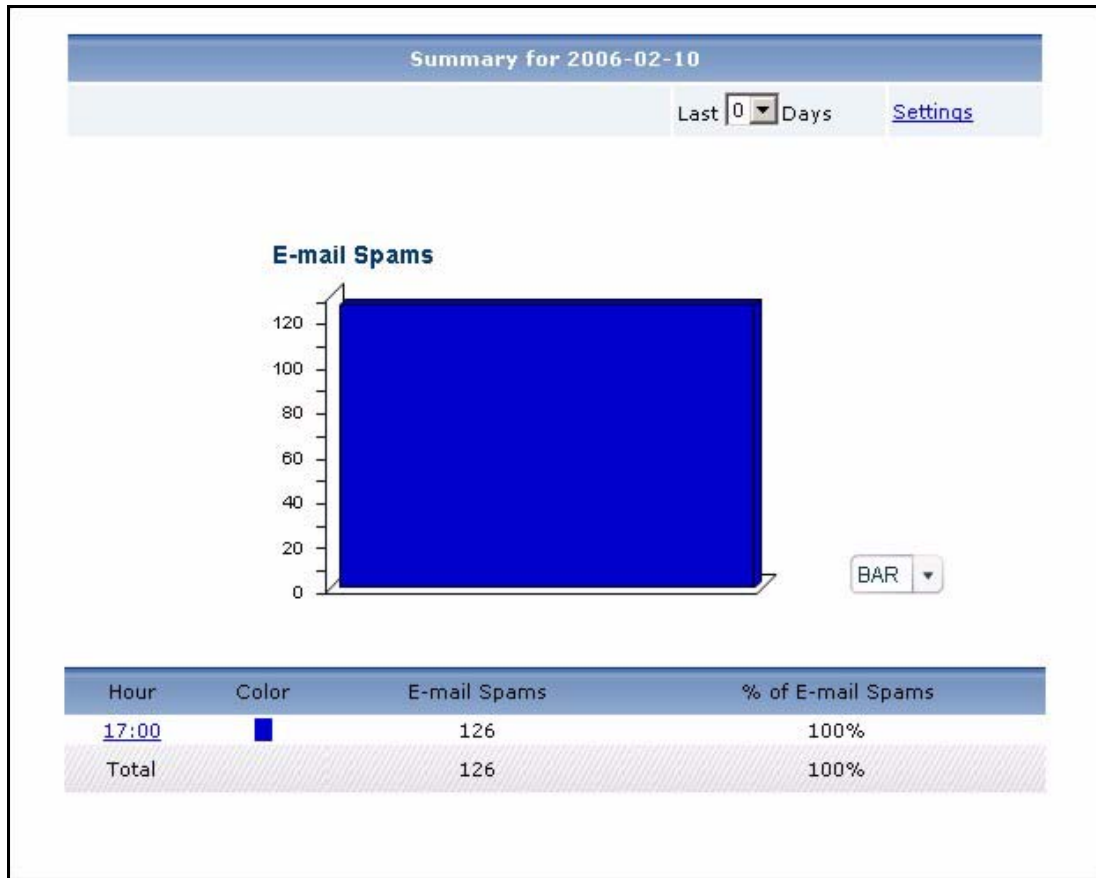 Summary for 2006-02-10
Last 0 Days Settings
E-mail Spams
120
100
80
60
40
20
0
BAR
Hour Color E-mail Spams % of E-mail Spams
17:00 126 100%
Total 126 100%